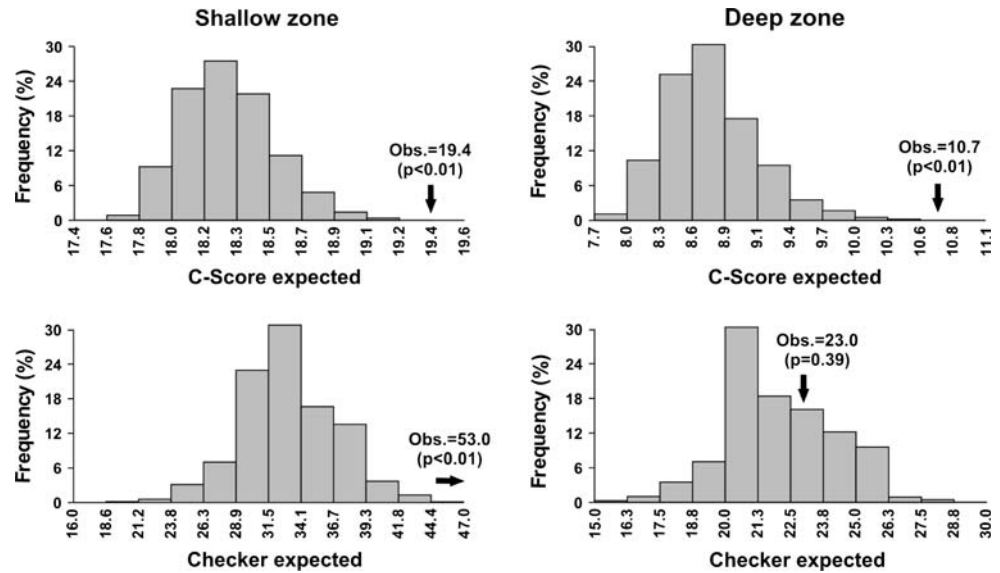 Shallow zone
Frequency (%)
30
24
18
12
6
0
Obs.=19.4
(p<0.01)
17.4 17.6 17.8 18.0 18.2 18.3 18.5 18.7 18.9 19.1 19.2 19.4 19.6
C-Score expected
Deep zone
Frequency (%)
30
24
18
12
6
0
Obs.=10.7
(p<0.01)
7.7 8.0 8.3 8.6 8.9 9.1 9.4 9.7 10.0 10.3 10.6 10.8 11.1
C-Score expected
Frequency (%)
30
24
18
12
6
0
Obs.=53.0
(p<0.01)
16.0 18.6 21.2 23.8 26.3 28.9 31.5 34.1 36.7 39.3 41.8 44.4 47.0
Checker expected
Frequency (%)
30
24
18
12
6
0
Obs.=23.0
(p=0.39)
15.0 16.3 17.5 18.8 20.0 21.3 22.5 23.8 25.0 26.3 27.5 28.8 30.0
Checker expected